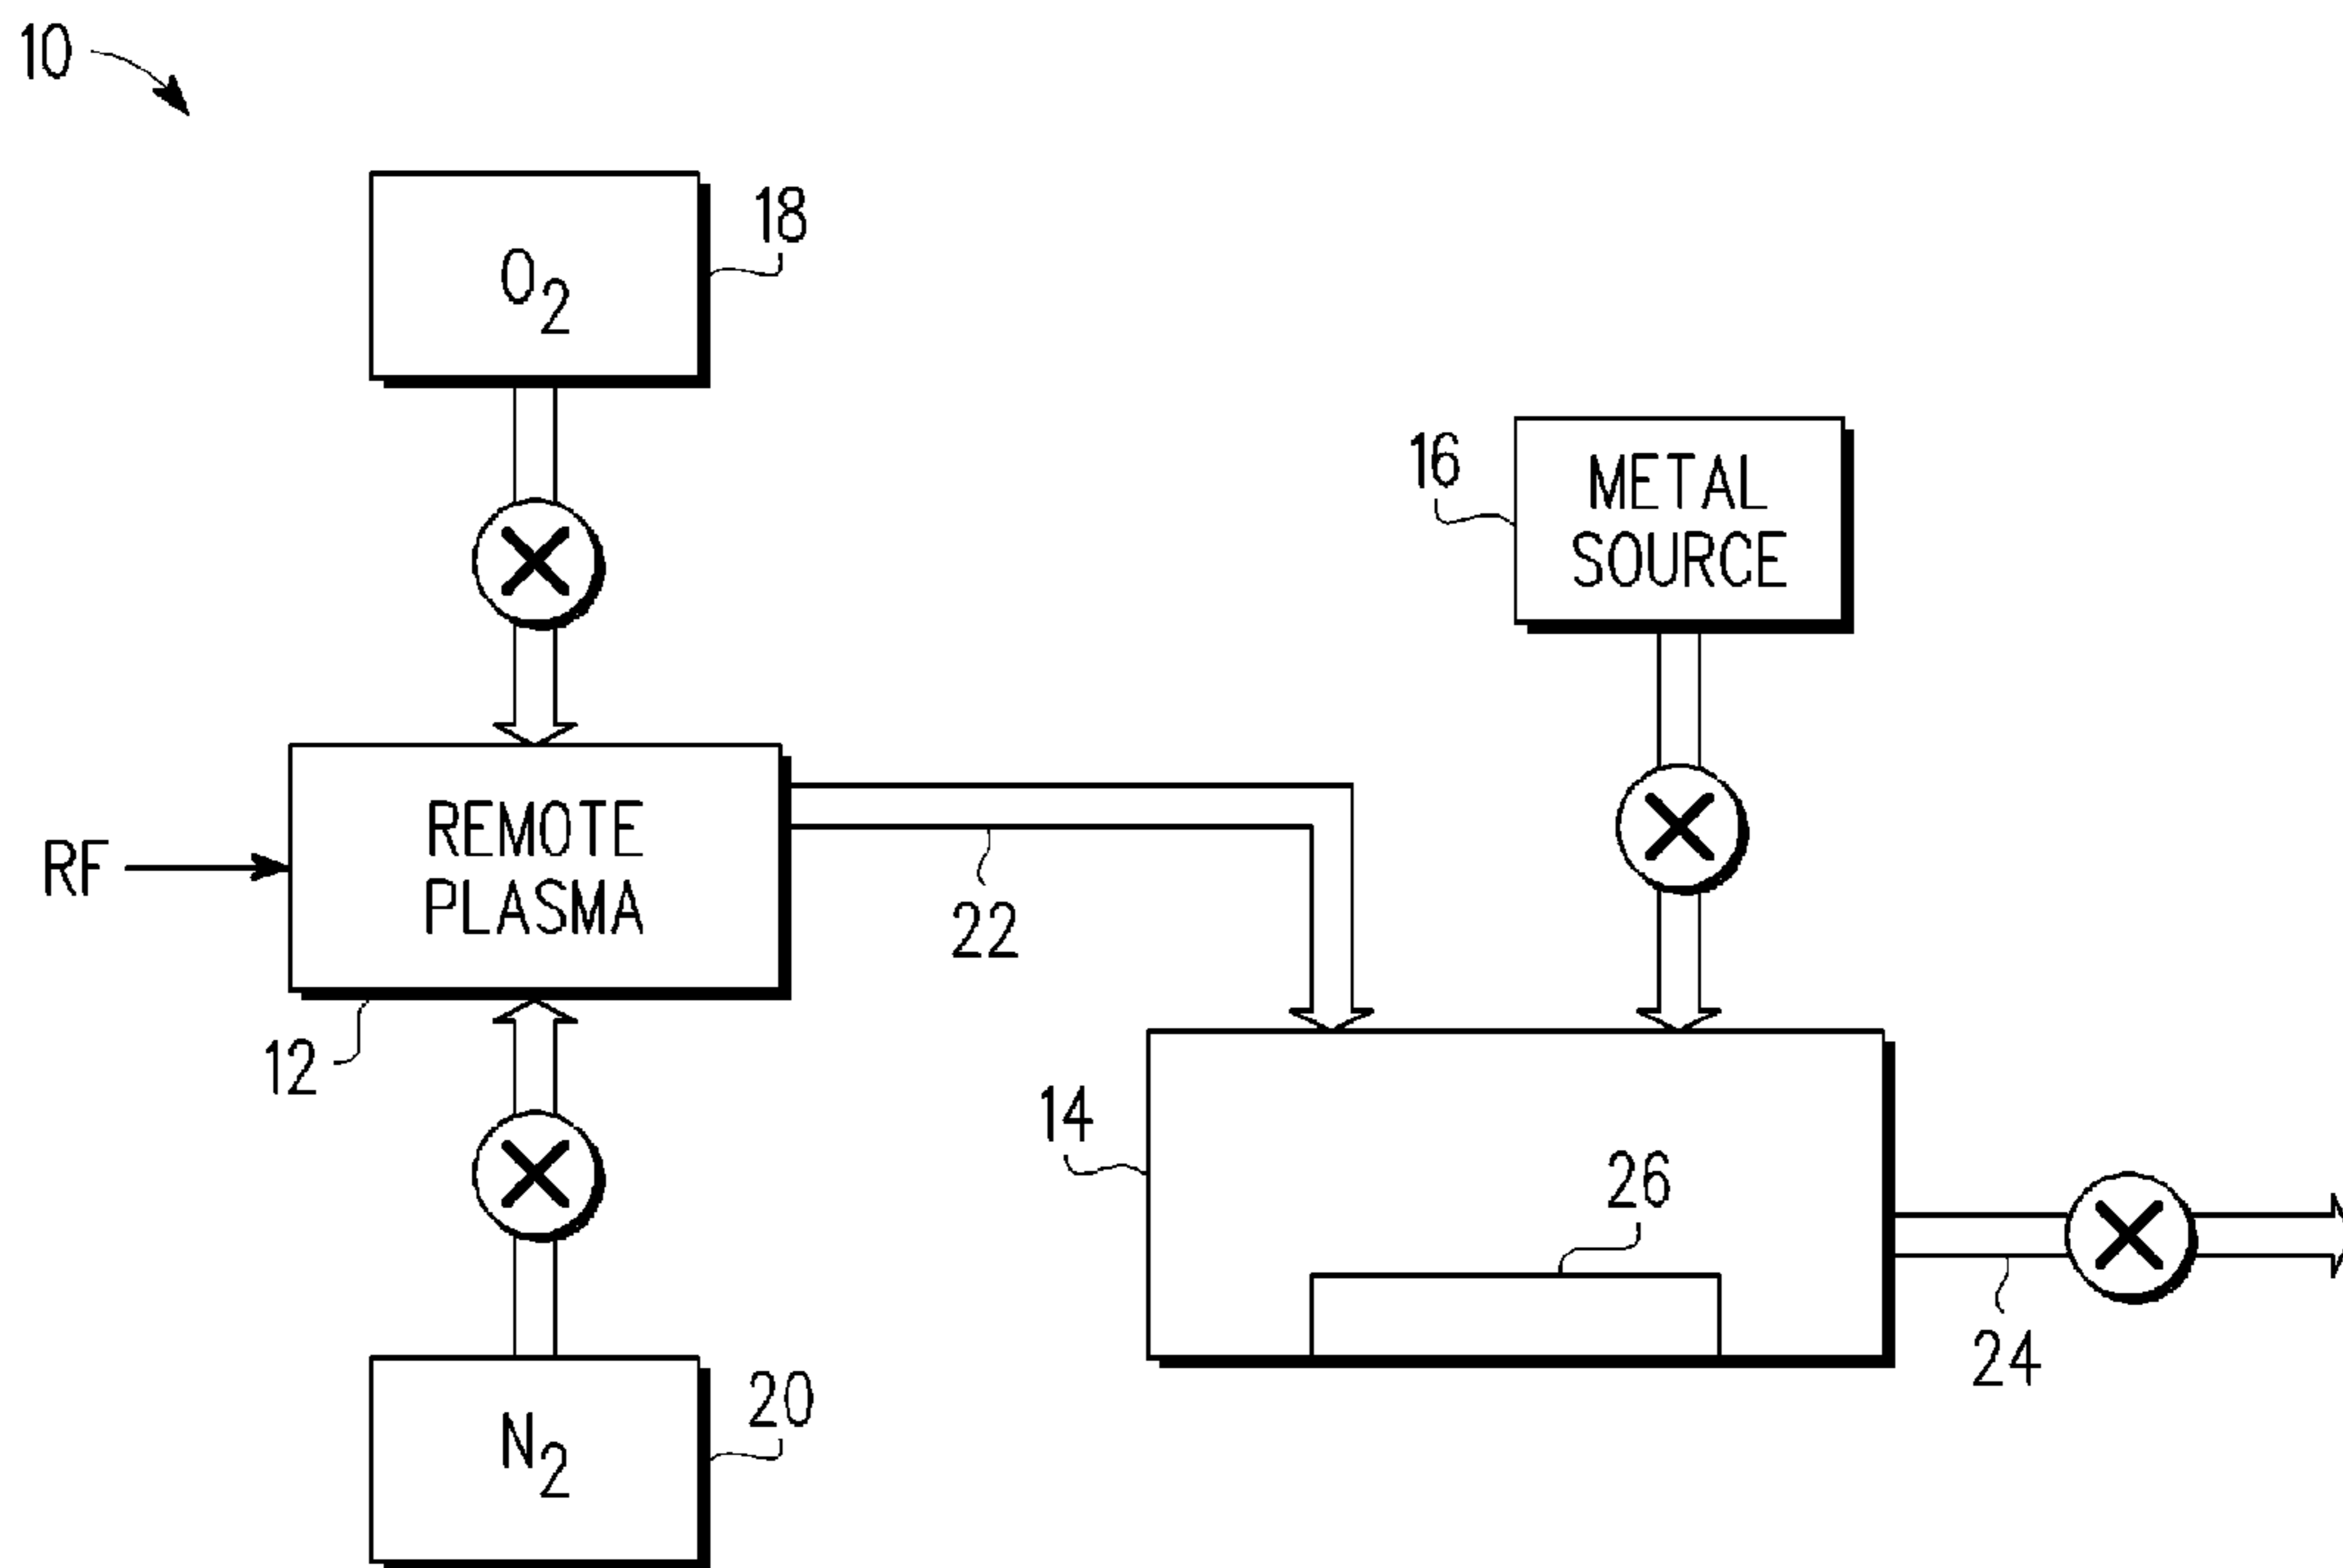 10
O2
18
METAL
SOURCE
16
REMOTE
PLASMA
RF
22
12
14
26
24
N2
20